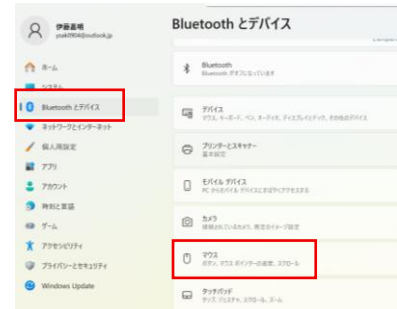 Bluetooth とデバイス
伊藤嘉明
ホーム
システム
Bluetooth とデバイス
ネットワークとインターネット
個人用設定
アプリ
アカウント
時刻と言語
ゲーム
アクセシビリティ
プライバシーとセキュリティ
Windows Update
Bluetooth
Bluetooth がオフになっています
デバイス
マウス、キーボード、ペン、オーディオ、ディスプレイとドック、その他のデバイス
プリンターとスキャナー
基本設定
モバイル デバイス
PC からモバイル デバイスにすばやくアクセスする
カメラ
接続されているカメラ、既定のイメージ設定
マウス
ボタン、マウス ポインターの速度、スクロール
タッチパッド
タップ、ジェスチャ、スクロール、ズーム